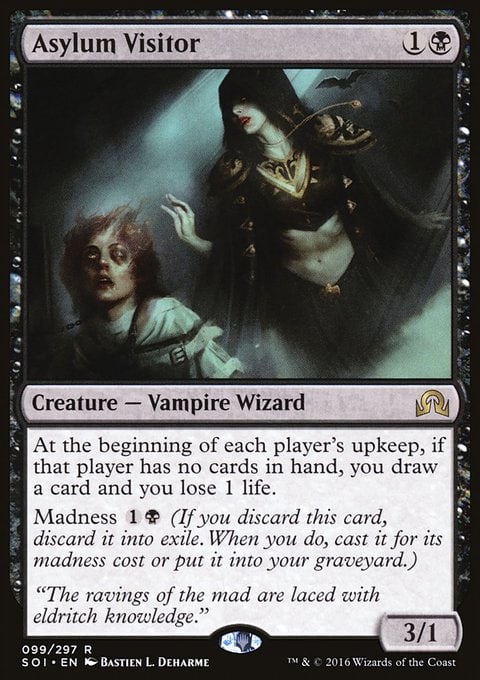 Asylum Visitor 1
Creature — Vampire Wizard
At the beginning of each player's upkeep, if
that player has no cards in hand, you draw
a card and you lose 1 life.
Madness 1 (If you discard this card,
discard it into exile. When you do, cast it for its
madness cost or put it into your graveyard.)
"The ravings of the mad are laced with
eldritch knowledge."
3/1
099/297 R
SOI • EN Bastien L. Deharme ™ & © 2016 Wizards of the Coast